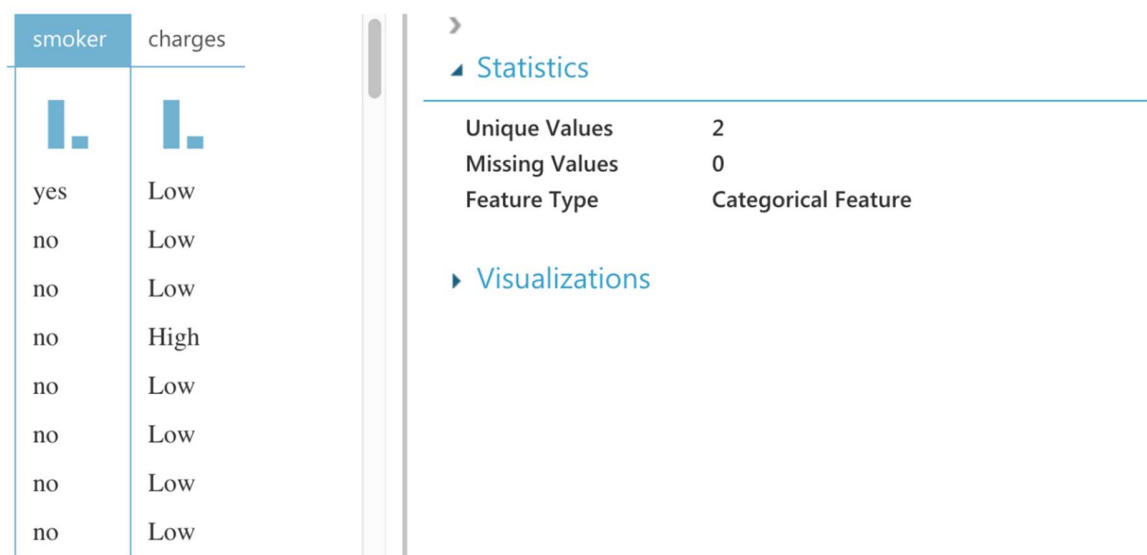 smoker charges
yes Low
no Low
no Low
no High
no Low
no Low
no Low
no Low
Statistics
Unique Values 2
Missing Values 0
Feature Type Categorical Feature
Visualizations